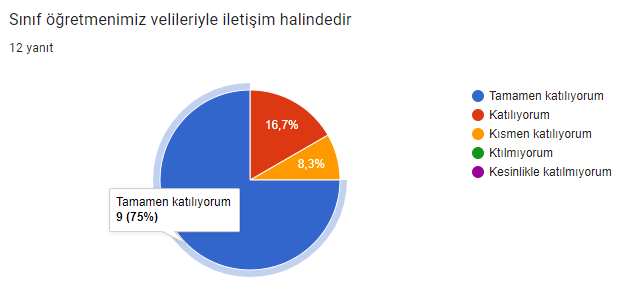 Sınıf öğretmenimiz velileriyle iletişim halindedir
12 yanıt
16,7%
8,3%
Tamamen katılıyorum
9 (75%)
Tamamen katılıyorum
Katılıyorum
Kısmen katılıyorum
Ktılmıyorum
Kesinlikle katılmıyorum